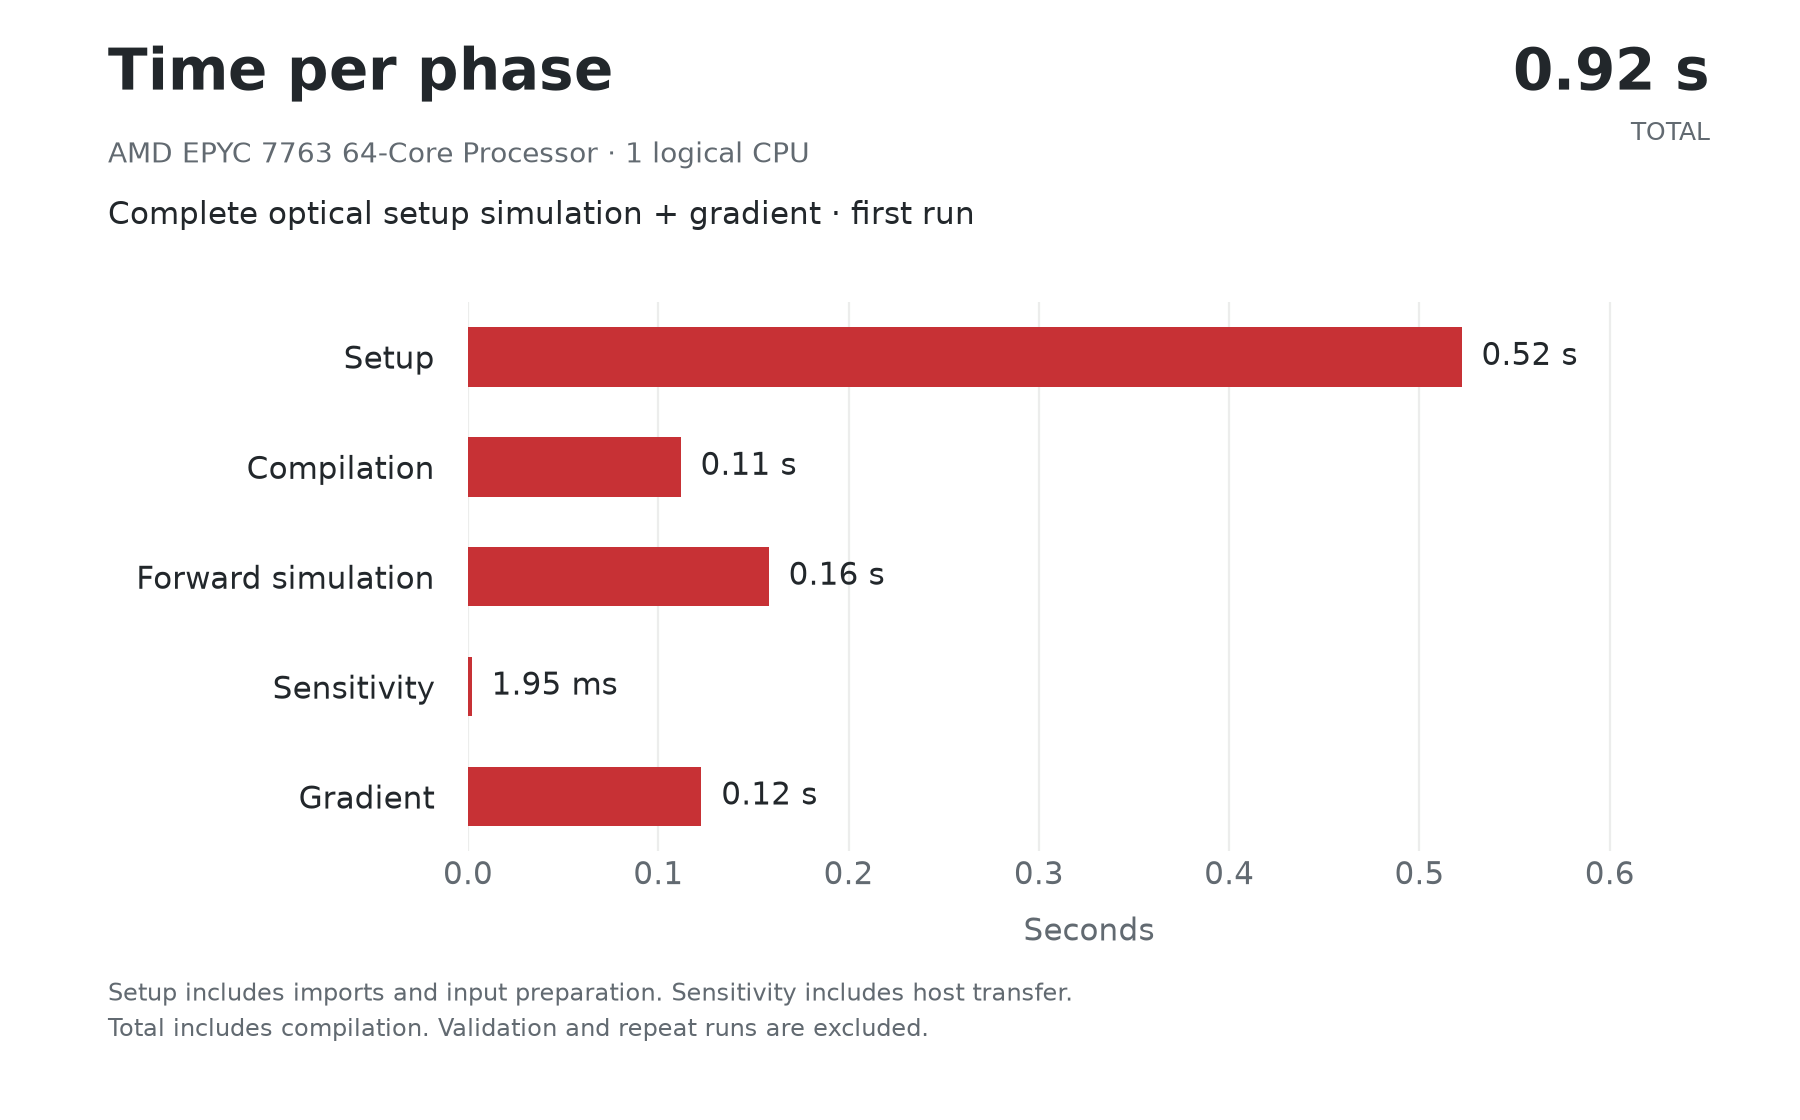 Time per phase
0.92 s
TOTAL
AMD EPYC 7763 64-Core Processor · 1 logical CPU
Complete optical setup simulation + gradient · first run
Setup
0.52 s
Compilation
0.11 s
Forward simulation
0.16 s
Sensitivity
1.95 ms
Gradient
0.12 s
0.0 0.1 0.2 0.3 0.4 0.5 0.6
Seconds
Setup includes imports and input preparation. Sensitivity includes host transfer.
Total includes compilation. Validation and repeat runs are excluded.